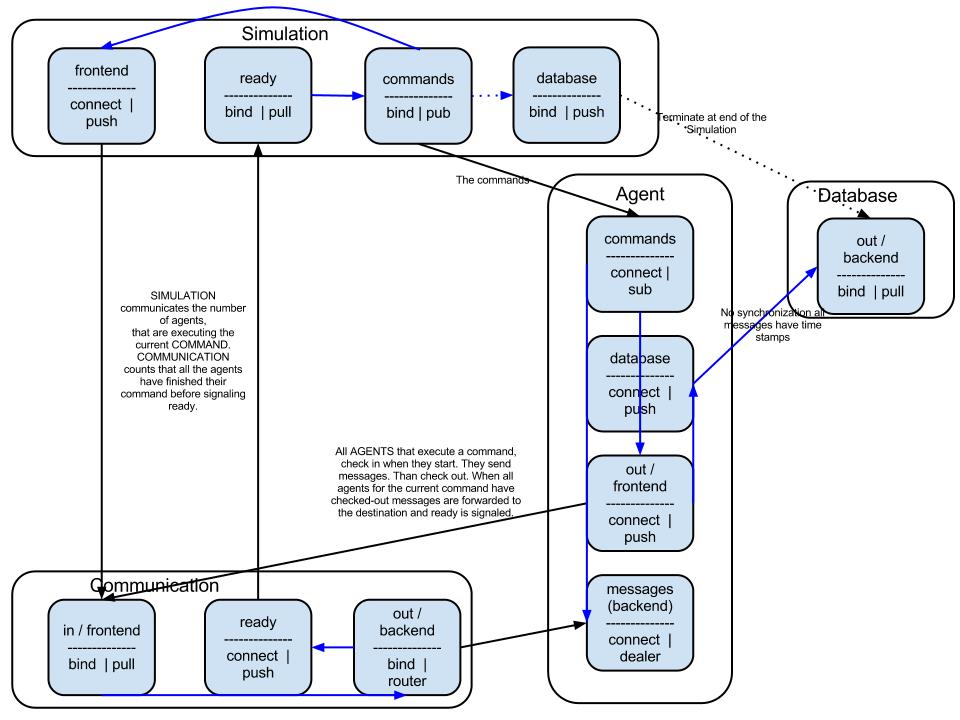 Simulation
frontend
---------------
connect |
push
ready
---------------
bind | pull
commands
---------------
bind | pub
database
---------------
bind | push
Terminate at end of the
Simulation
The commands
Agent
commands
---------------
connect |
sub
database
---------------
connect |
push
out /
frontend
---------------
connect |
push
messages
(backend)
---------------
connect |
dealer
Database
out /
backend
---------------
bind | pull
No synchronization all
messages have time
stamps
SIMULATION
communicates the number
of agents,
that are executing the
current COMMAND.
COMMUNICATION
counts that all the agents
have finished their
command before signaling
ready.
All AGENTS that execute a command,
check in when they start. They send
messages. Than check out. When all
agents for the current command have
checked-out messages are forwarded to
the destination and ready is signaled.
Communication
in / frontend
---------------
bind | pull
ready
---------------
connect |
push
out /
backend
---------------
bind |
router